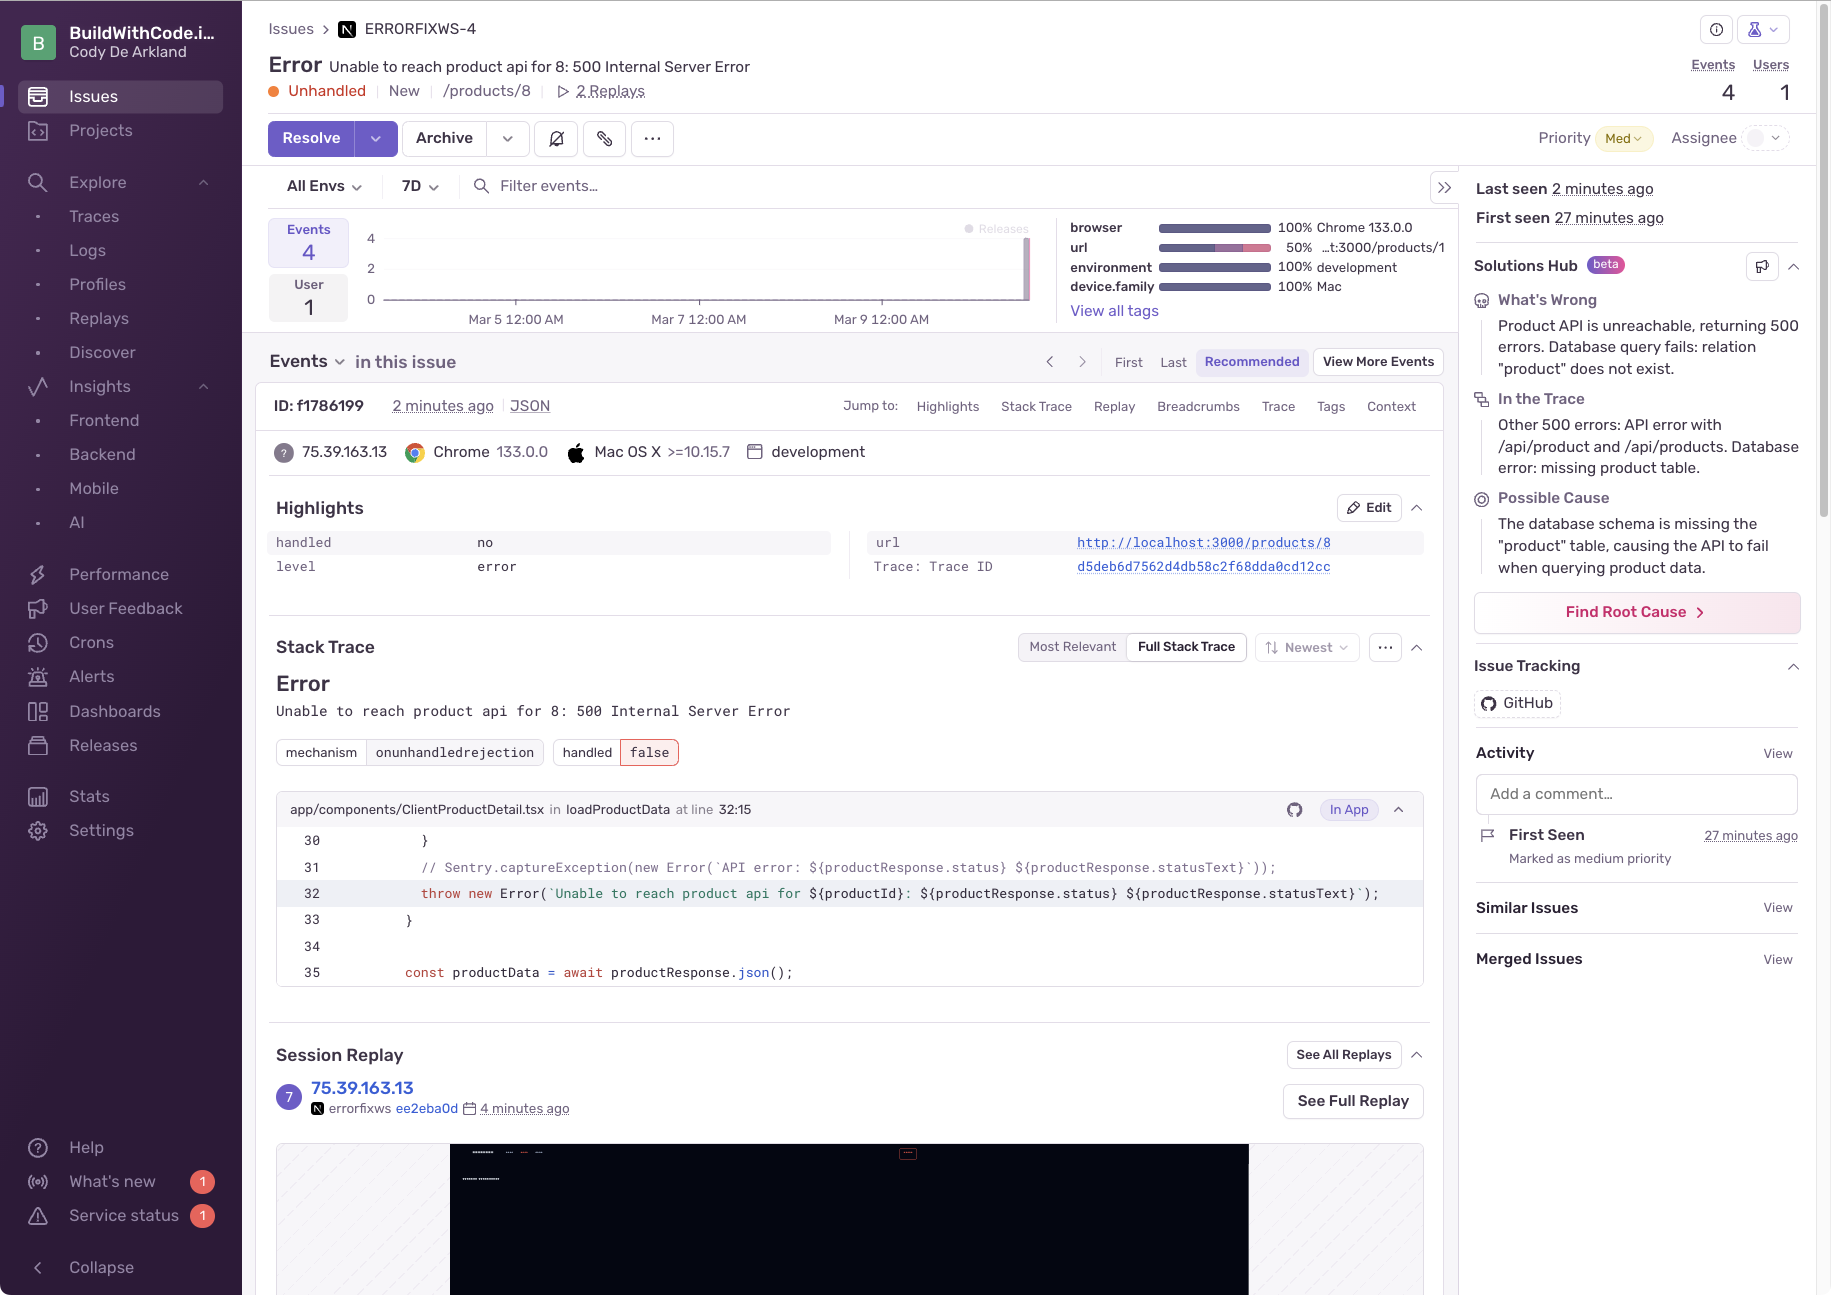 B
BuildWithCode.i...
Cody De Arkland
Issues
Projects
Explore
Traces
Logs
Profiles
Replays
Discover
Insights
Frontend
Backend
Mobile
AI
Performance
User Feedback
Crons
Alerts
Dashboards
Releases
Stats
Settings
Help
What's new 1
Service status 1
Collapse
Issues > N ERRORFIXWS-4
Error Unable to reach product api for 8: 500 Internal Server Error
Unhandled New /products/8 2 Replays
Events Users
4 1
Resolve Archive
Priority Med Assignee
All Envs 7D Filter events...
Events
4
User
1
Releases
4
2
0
Mar 5 12:00 AM Mar 7 12:00 AM Mar 9 12:00 AM
browser 100% Chrome 133.0.0
url 50% ...t:3000/products/1
environment 100% development
device.family 100% Mac
View all tags
Events in this issue
First Last Recommended View More Events
ID: f1786199 2 minutes ago JSON
Jump to: Highlights Stack Trace Replay Breadcrumbs Trace Tags Context
? 75.39.163.13 Chrome 133.0.0 Mac OS X >=10.15.7 development
Highlights
Edit
handled no
level error
url http://localhost:3000/products/8
Trace: Trace ID d5deb6d7562d4db58c2f68dda0cd12cc
Stack Trace
Most Relevant Full Stack Trace Newest
Error
Unable to reach product api for 8: 500 Internal Server Error
mechanism onunhandledrejection handled false
app/components/ClientProductDetail.tsx in loadProductData at line 32:15
In App
30 }
31 // Sentry.captureException(new Error(`API error: ${productResponse.status} ${productResponse.statusText}`));
32 throw new Error(`Unable to reach product api for ${productId}: ${productResponse.status} ${productResponse.statusText}`);
33 }
34
35 const productData = await productResponse.json();
Session Replay
See All Replays
7 75.39.163.13
N errorfixws ee2eba0d 4 minutes ago
See Full Replay
Last seen 2 minutes ago
First seen 27 minutes ago
Solutions Hub beta
What's Wrong
Product API is unreachable, returning 500
errors. Database query fails: relation
"product" does not exist.
In the Trace
Other 500 errors: API error with
/api/product and /api/products. Database
error: missing product table.
Possible Cause
The database schema is missing the
"product" table, causing the API to fail
when querying product data.
Find Root Cause >
Issue Tracking
GitHub
Activity View
Add a comment...
First Seen 27 minutes ago
Marked as medium priority
Similar Issues View
Merged Issues View